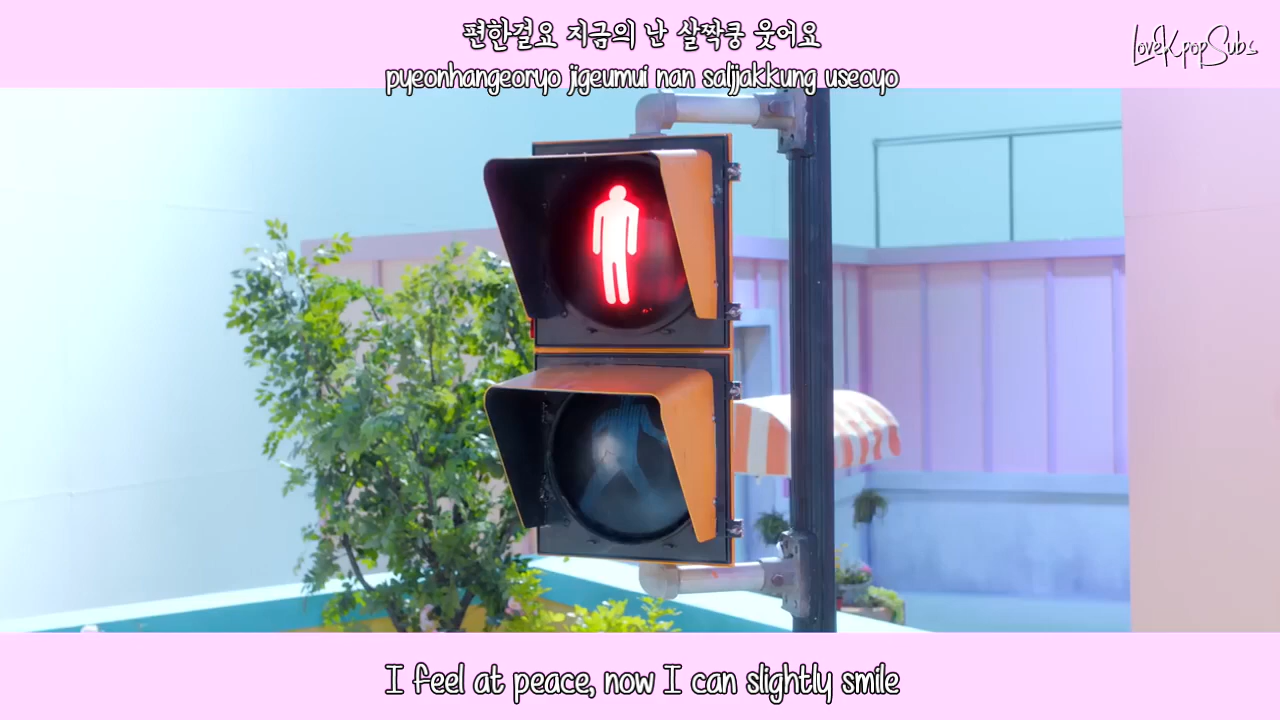 편한걸요 지금의 난 살짝쿵 웃어요
LoveKpopSubs
pyeonhangeoryo jigeumui nan saljjakkung useoyo
I feel at peace, now I can slightly smile